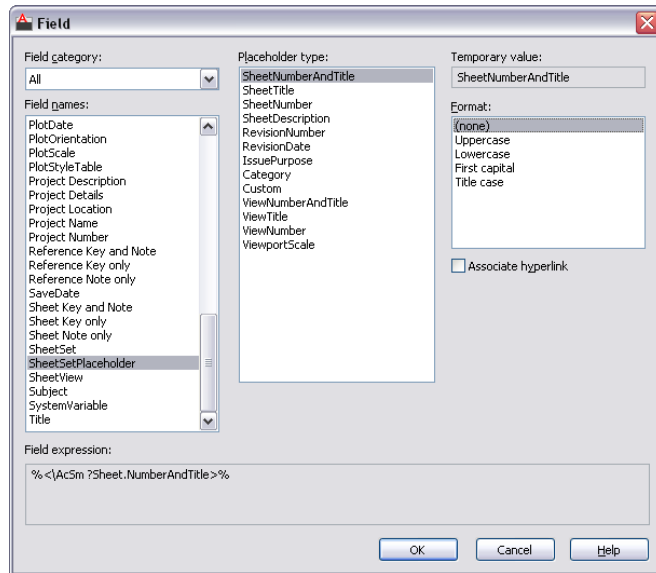 Field
Field category:
All
Field names:
PlotDate
PlotOrientation
PlotScale
PlotStyleTable
Project Description
Project Details
Project Location
Project Name
Project Number
Reference Key and Note
Reference Key only
Reference Note only
SaveDate
Sheet Key and Note
Sheet Key only
Sheet Note only
SheetSet
SheetSetPlaceholder
SheetView
Subject
SystemVariable
Title
Placeholder type:
SheetNumberAndTitle
SheetTitle
SheetNumber
SheetDescription
RevisionNumber
RevisionDate
IssuePurpose
Category
Custom
ViewNumberAndTitle
ViewTitle
ViewNumber
ViewportScale
Temporary value:
SheetNumberAndTitle
Format:
(none)
Uppercase
Lowercase
First capital
Title case
Associate hyperlink
Field expression:
%<\AcSm ?Sheet.NumberAndTitle>%
OK
Cancel
Help